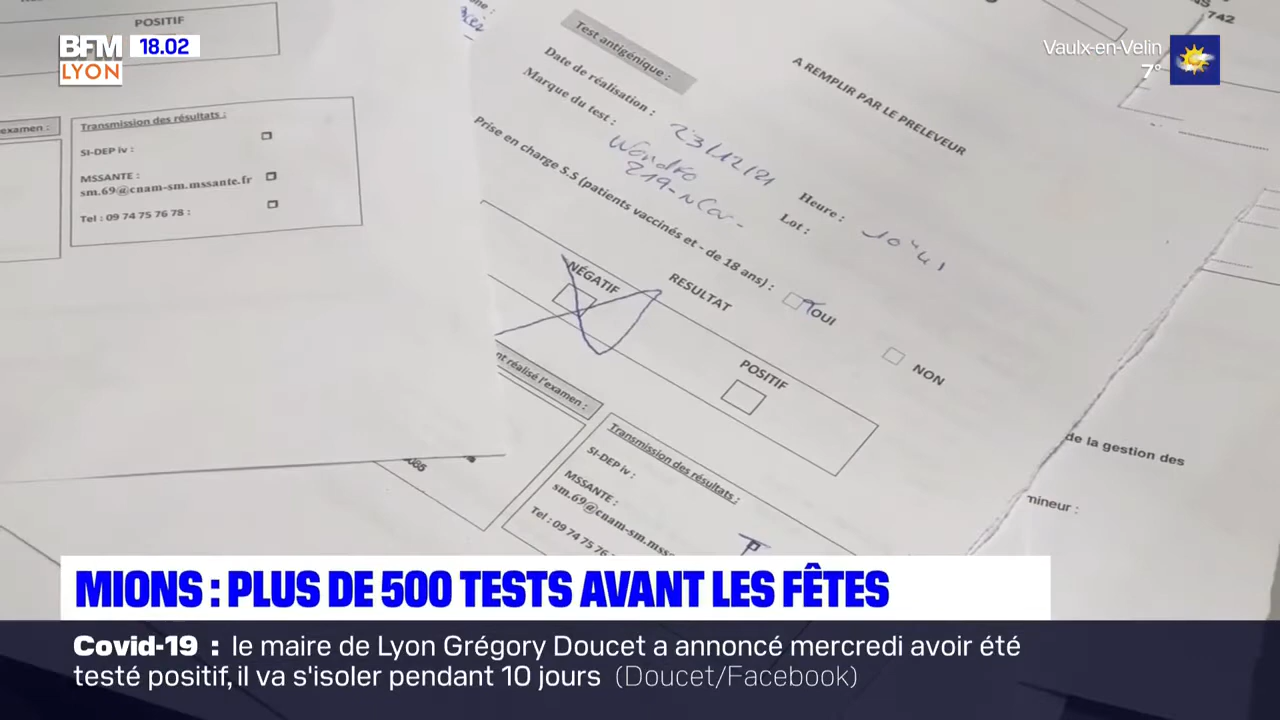 BFM
LYON
18.02
Vaulx-en-Velin
7°
742
POSITIF
examen :
Transmission des résultats :
SI-DEP iv :
MSSANTE :
sm.69@cnam-sm.mssante.fr
Tel : 09 74 75 76 78 :
Test antigénique :
A REMPLIR PAR LE PRELEVEUR
Date de réalisation : 23/12/21 Heure : 10h41
Marque du test : Lot :
Prise en charge S.S (patients vaccinés et - de 18 ans) : OUI NON
RESULTAT
NÉGATIF POSITIF
nt réalisé l'examen :
Transmission des résultats :
SI-DEP iv :
MSSANTE :
sm.69@cnam-sm.mss
Tel : 09 74 75 76
de la gestion des
mineur :
MIONS : PLUS DE 500 TESTS AVANT LES FÊTES
Covid-19 : le maire de Lyon Grégory Doucet a annoncé mercredi avoir été
testé positif, il va s'isoler pendant 10 jours (Doucet/Facebook)